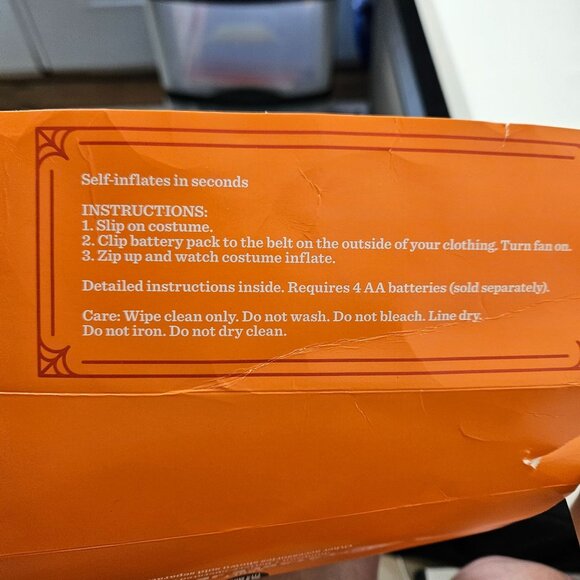 Self-inflates in seconds
INSTRUCTIONS:
1. Slip on costume.
2. Clip battery pack to the belt on the outside of your clothing. Turn fan on.
3. Zip up and watch costume inflate.
Detailed instructions inside. Requires 4 AA batteries (sold separately).
Care: Wipe clean only. Do not wash. Do not bleach. Line dry.
Do not iron. Do not dry clean.